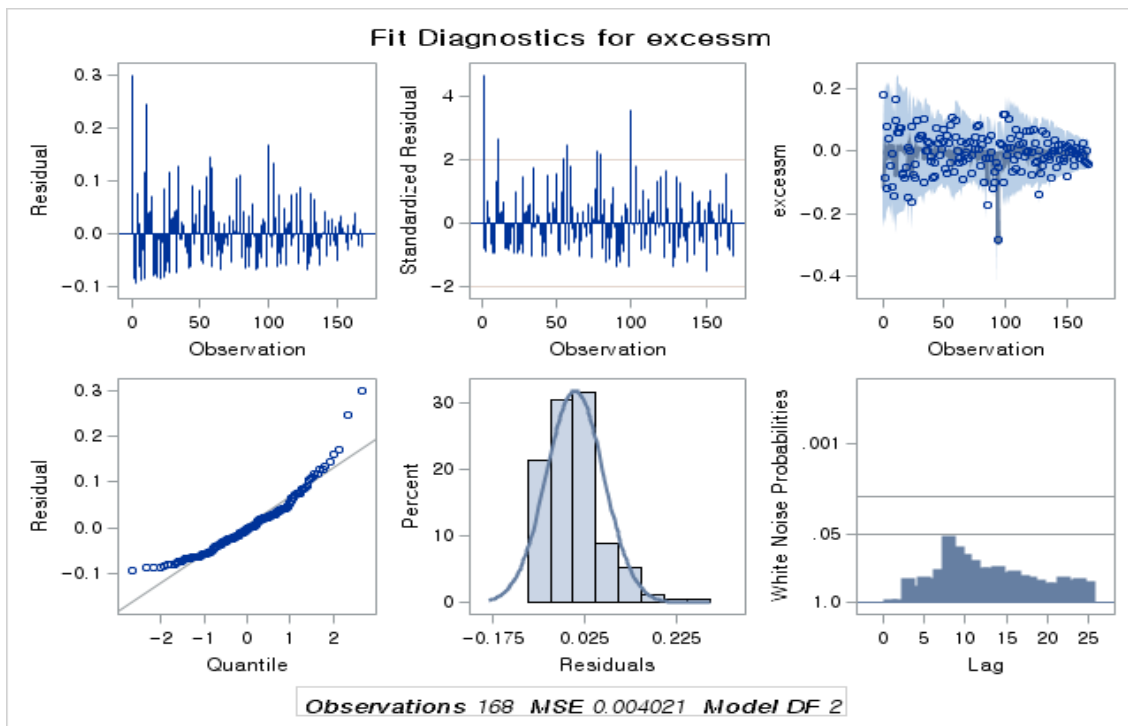 Fit Diagnostics for excessm
Residual
0.3
0.2
0.1
0.0
-0.1
0 50 100 150
Observation
Standardized Residual
4
2
0
-2
0 50 100 150
Observation
excessm
0.2
0.0
-0.2
-0.4
0 50 100 150
Observation
Residual
0.3
0.2
0.1
0.0
-0.1
-2 -1 0 1 2
Quantile
Percent
30
20
10
0
-0.175 0.025 0.225
Residuals
White Noise Probabilities
.001
.05
1.0
0 5 10 15 20 25
Lag
Observations 168 MSE 0.004021 Model DF 2